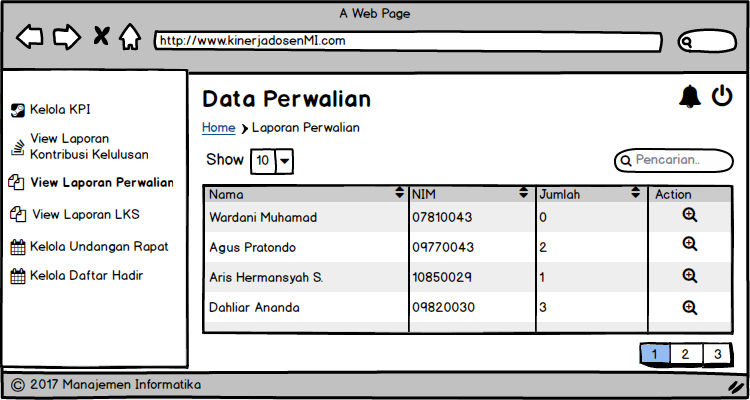 A Web Page
http://www.kinerjadosenMI.com
Kelola KPI
View Laporan
Kontribusi Kelulusan
View Laporan Perwalian
View Laporan LKS
Kelola Undangan Rapat
Kelola Daftar Hadir
Data Perwalian
Home Laporan Perwalian
Show 10
Pencarian..
Nama NIM Jumlah Action
Wardani Muhamad 07810043 0
Agus Pratondo 09770043 2
Aris Hermansyah S. 10850029 1
Dahliar Ananda 09820030 3
1 2 3
© 2017 Manajemen Informatika